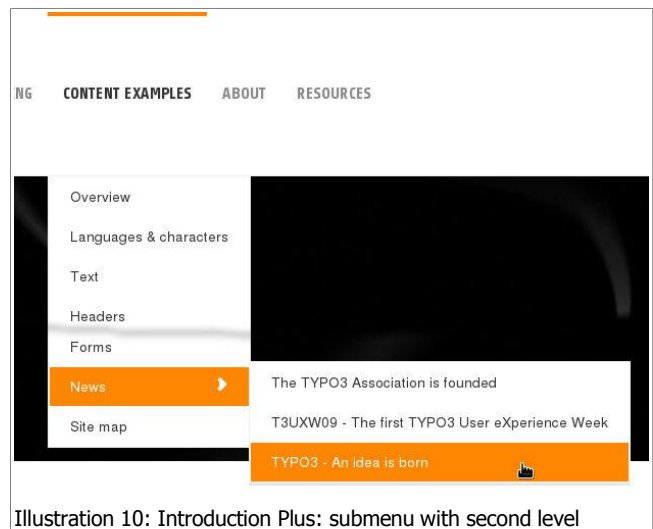 NG CONTENT EXAMPLES ABOUT RESOURCES
Overview
Languages & characters
Text
Headers
Forms
News
Site map
The TYPO3 Association is founded
T3UXW09 - The first TYPO3 User eXperience Week
TYPO3 - An idea is born
Illustration 10: Introduction Plus: submenu with second level